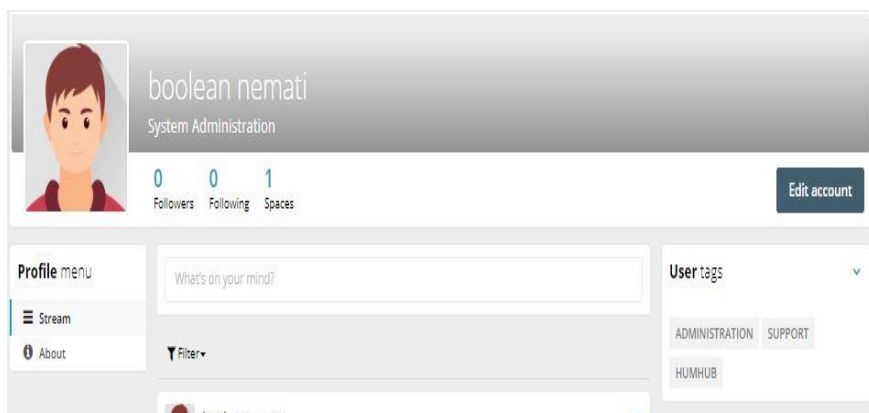 boolean nemati
System Administration
0 0 1
Followers Following Spaces
Edit account
Profile menu
Stream
About
What's on your mind?
Filter
User tags
ADMINISTRATION SUPPORT
HUMHUB